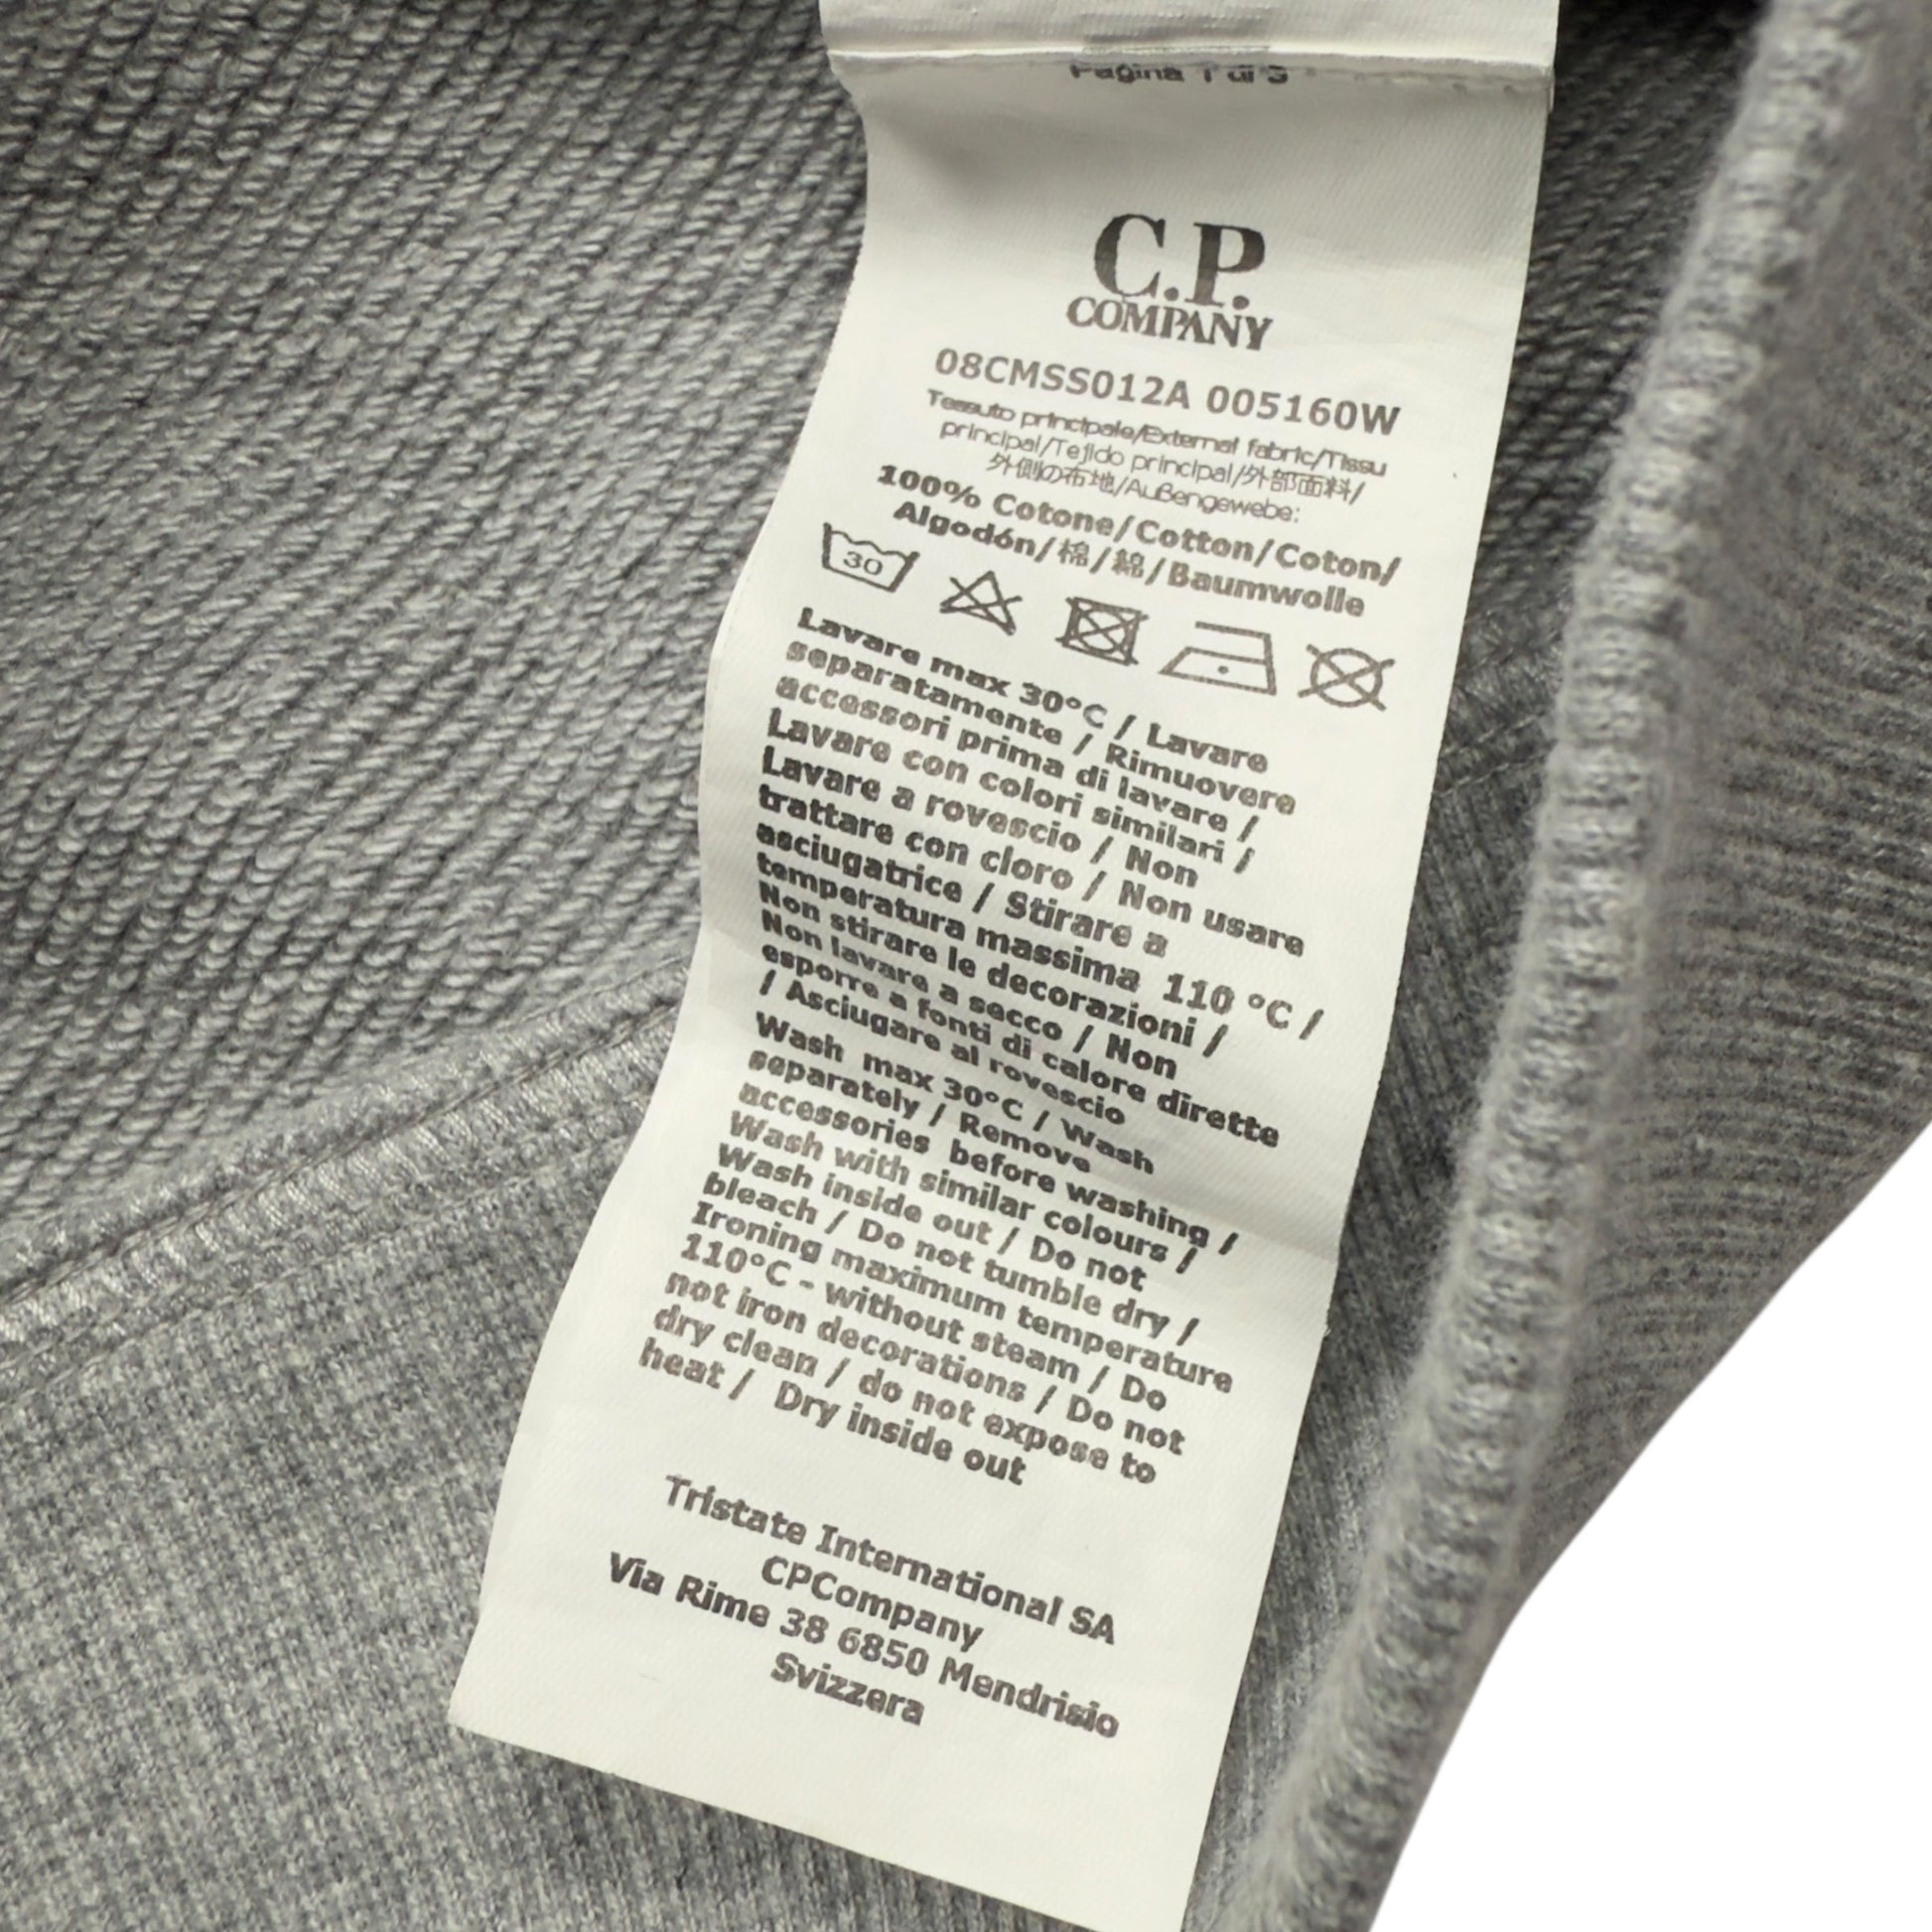 Pagina 1 di 3
C.P.
COMPANY
08CMSS012A 005160W
Tessuto principale/External fabric/Tissu
principal/Tejido principal/外部面料/
外側の布地/Außengewebe:
100% Cotone/Cotton/Coton/
Algodón/棉/綿/Baumwolle
30
Lavare max 30°C / Lavare
separatamente / Rimuovere
accessori prima di lavare /
Lavare con colori similari /
Lavare a rovescio / Non
trattare con cloro / Non usare
asciugatrice / Stirare a
temperatura massima 110 °C /
Non stirare le decorazioni /
Non lavare a secco / Non
esporre a fonti di calore dirette
/ Asciugare al rovescio
Wash max 30°C / Wash
separately / Remove
accessories before washing /
Wash with similar colours /
Wash inside out / Do not
bleach / Do not tumble dry /
Ironing maximum temperature
110°C - without steam / Do
not iron decorations / Do not
dry clean / do not expose to
heat / Dry inside out
Tristate International SA
CPCompany
Via Rime 38 6850 Mendrisio
Svizzera